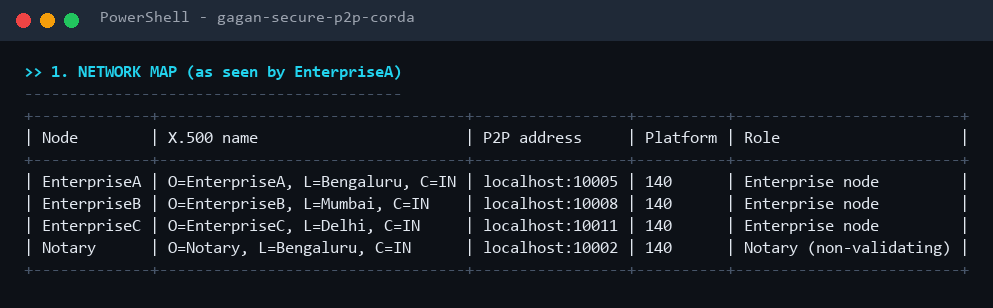 PowerShell - gagan-secure-p2p-corda
>> 1. NETWORK MAP (as seen by EnterpriseA)
------------------------------------------
+-------------+----------------------------------+-----------------+----------+-------------------------+
| Node        | X.500 name                       | P2P address     | Platform | Role                    |
+-------------+----------------------------------+-----------------+----------+-------------------------+
| EnterpriseA | O=EnterpriseA, L=Bengaluru, C=IN | localhost:10005 | 140      | Enterprise node         |
| EnterpriseB | O=EnterpriseB, L=Mumbai, C=IN    | localhost:10008 | 140      | Enterprise node         |
| EnterpriseC | O=EnterpriseC, L=Delhi, C=IN     | localhost:10011 | 140      | Enterprise node         |
| Notary      | O=Notary, L=Bengaluru, C=IN      | localhost:10002 | 140      | Notary (non-validating) |
+-------------+----------------------------------+-----------------+----------+-------------------------+